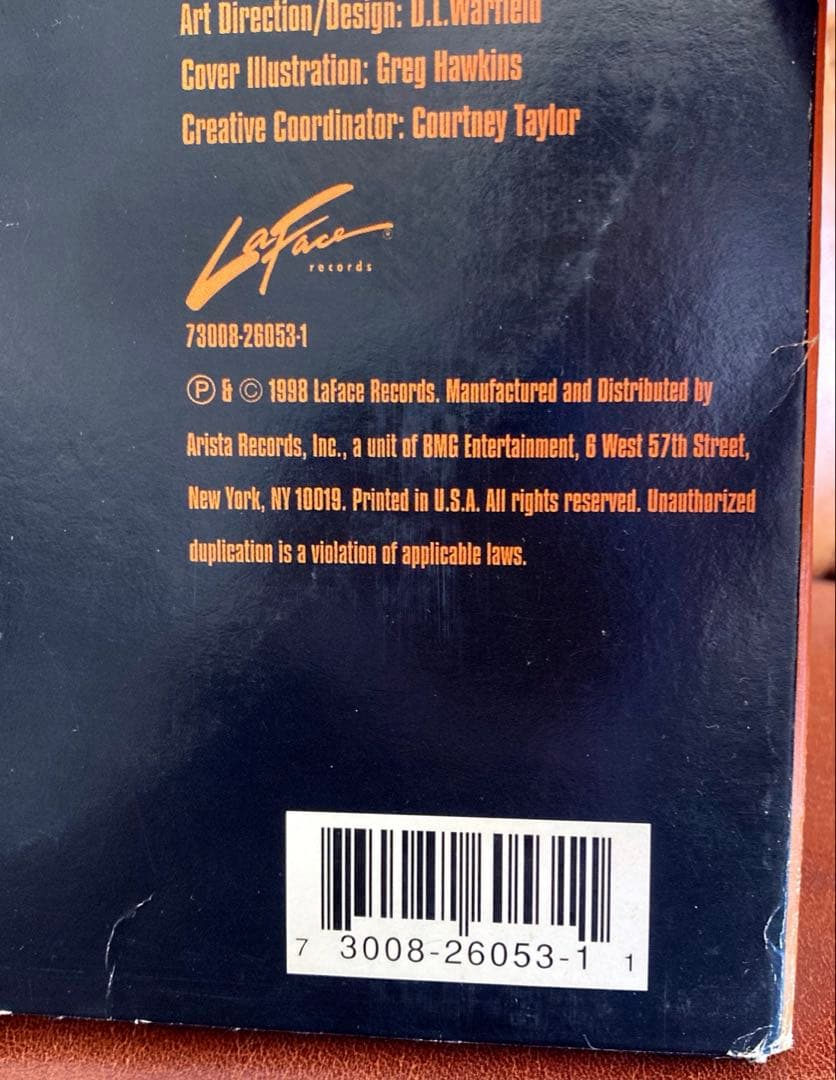 Art Direction/Design: D.L.Warfield
Cover Illustration: Greg Hawkins
Creative Coordinator: Courtney Taylor
LaFace
records
73008-26053-1
℗ & © 1998 LaFace Records. Manufactured and Distributed by
Arista Records, Inc., a unit of BMG Entertainment, 6 West 57th Street,
New York, NY 10019. Printed in U.S.A. All rights reserved. Unauthorized
duplication is a violation of applicable laws.
7 3008-26053-1 1